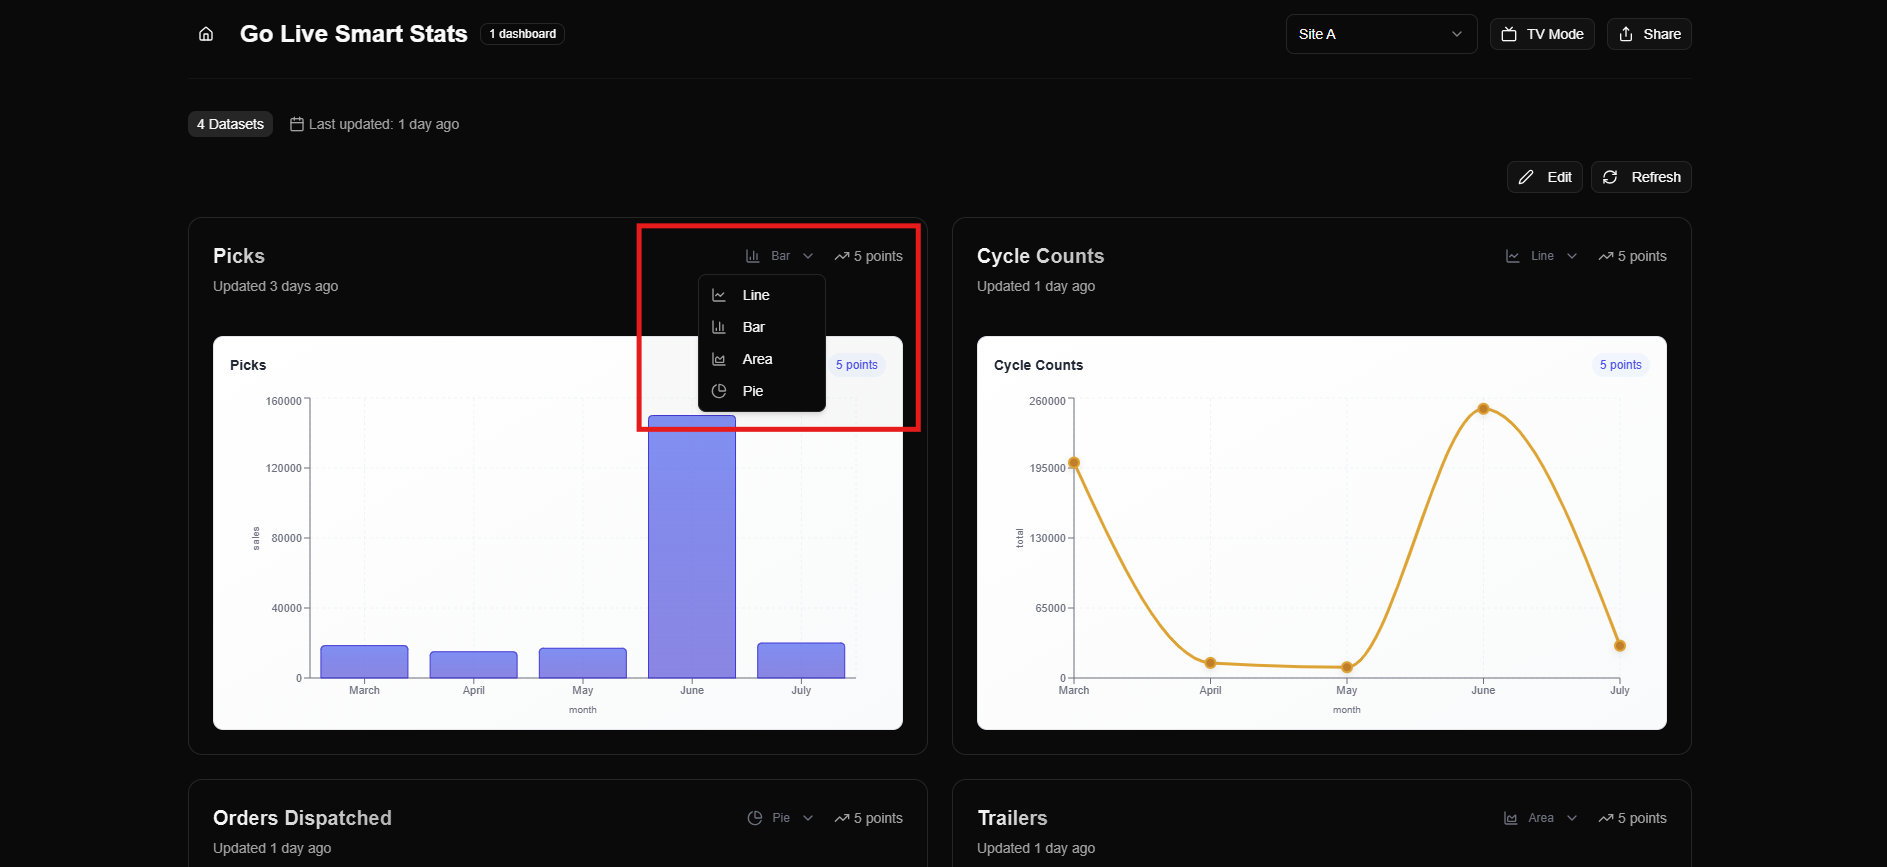 Go Live Smart Stats 1 dashboard Site A TV Mode Share
4 Datasets Last updated: 1 day ago
Edit Refresh
Picks Bar 5 points
Updated 3 days ago
Line
Bar
Area
Pie
Picks 5 points
160000
120000
80000
40000
0
sales
March April May June July
month
Cycle Counts Line 5 points
Updated 1 day ago
Cycle Counts 5 points
260000
195000
130000
65000
0
total
March April May June July
month
Orders Dispatched Pie 5 points
Updated 1 day ago
Trailers Area 5 points
Updated 1 day ago